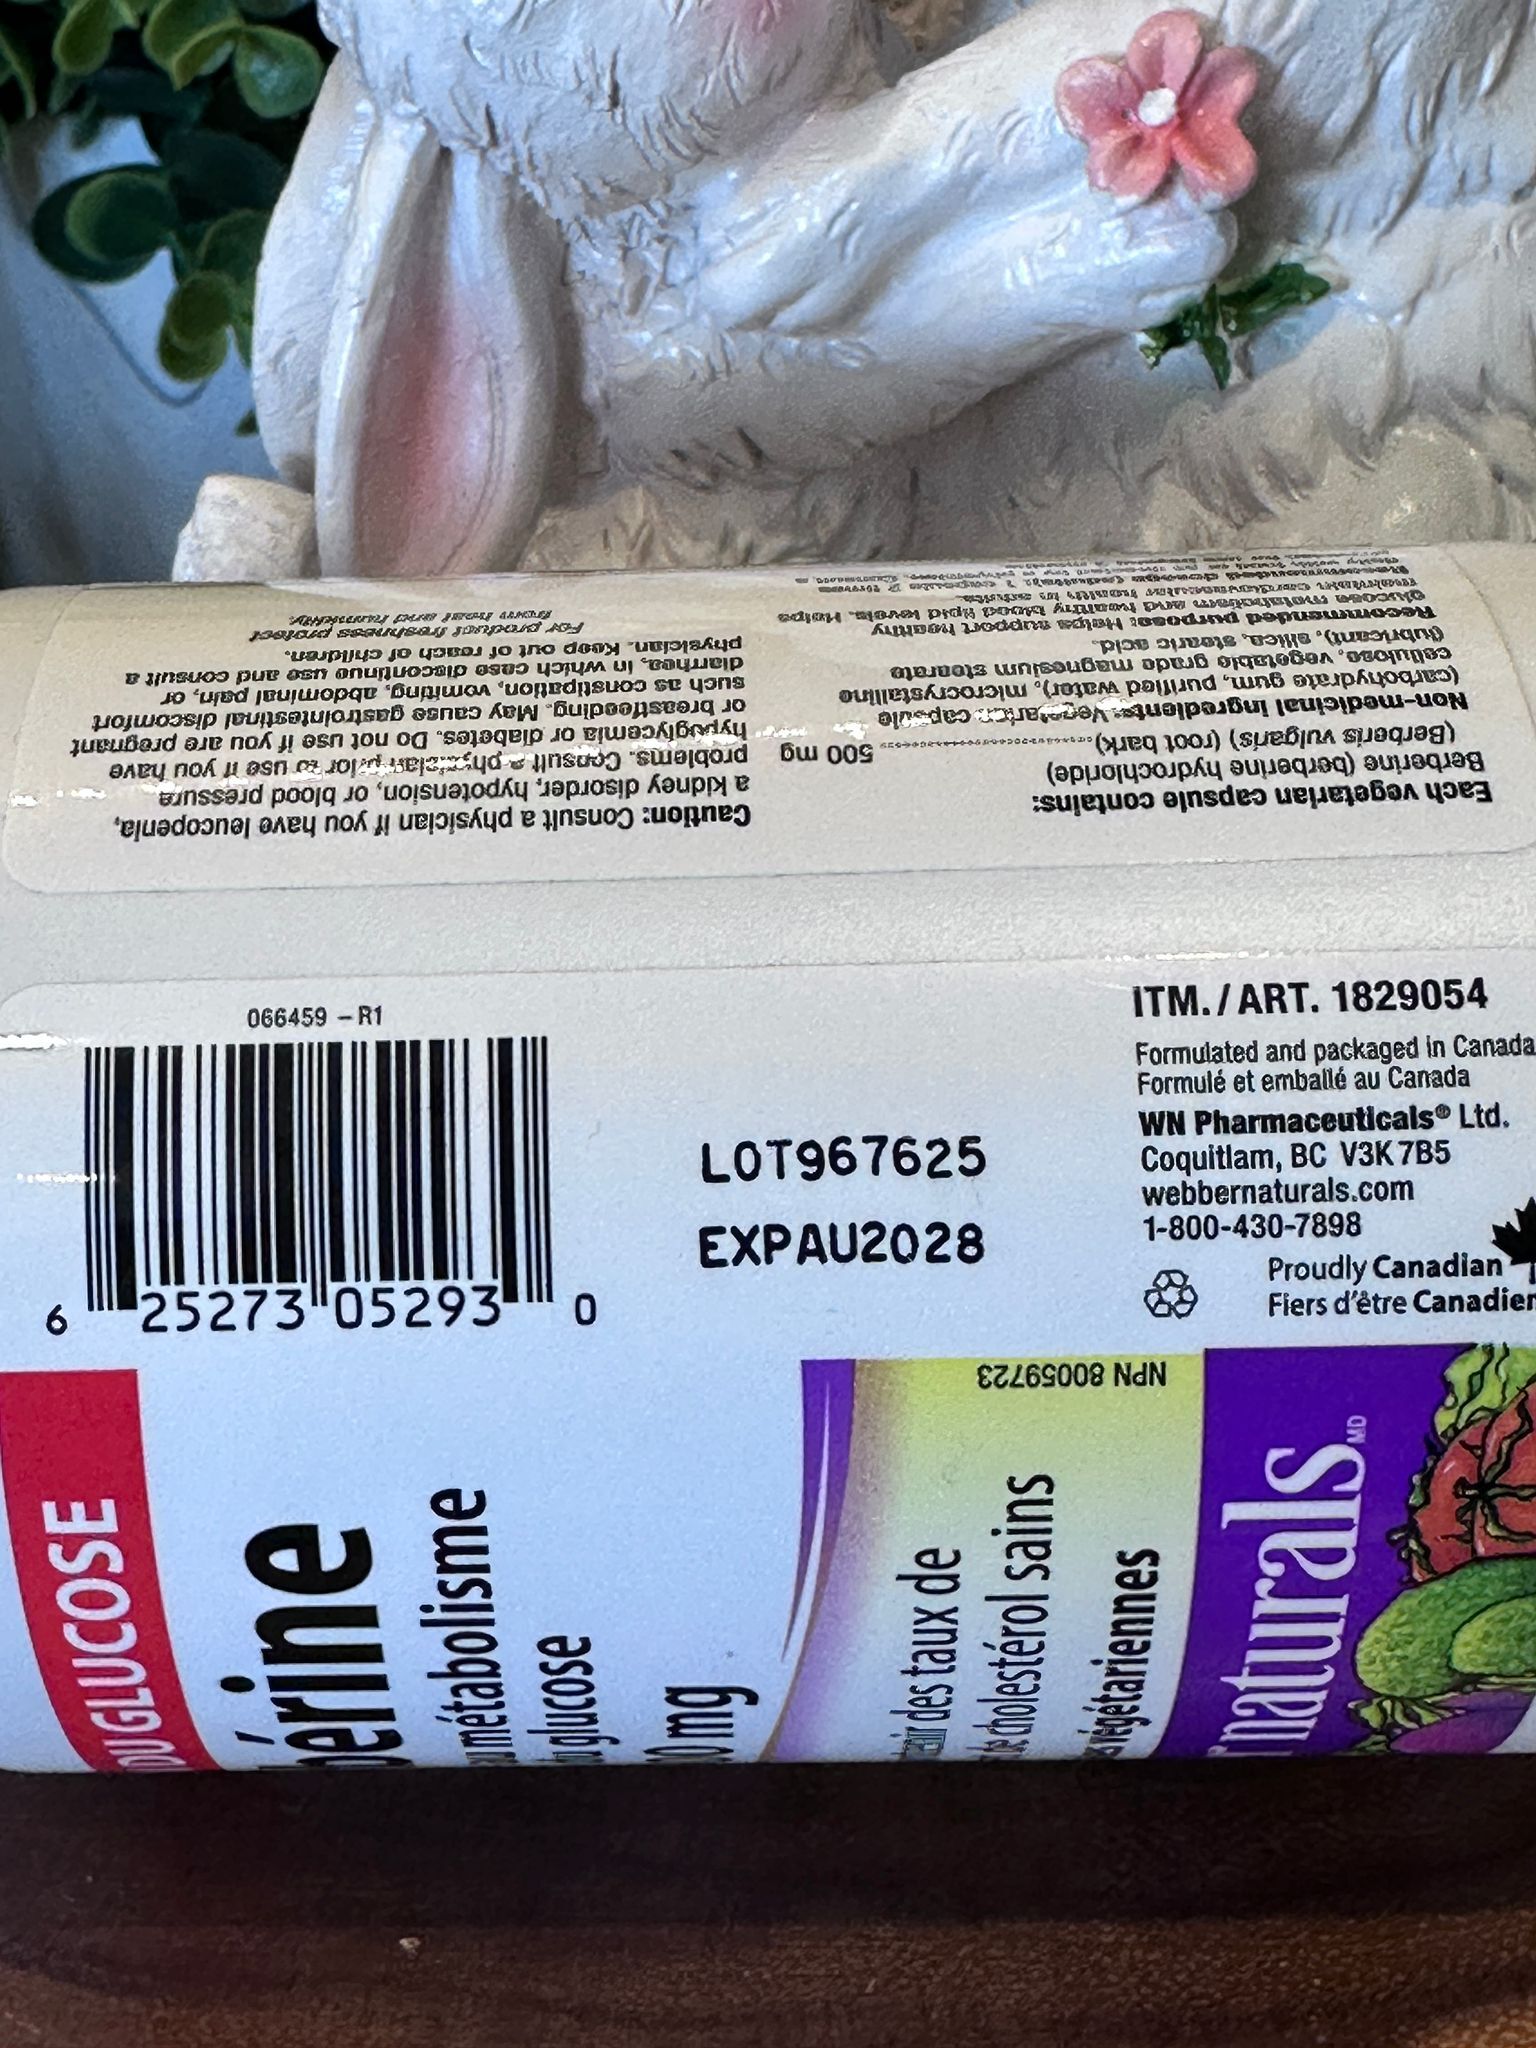 Caution: Consult a physician if you have leucopenia,
a kidney disorder, hypotension, or blood pressure
problems. Consult a physician prior to use if you have
hypoglycemia or diabetes. Do not use if you are pregnant
or breastfeeding. May cause gastrointestinal discomfort
such as constipation, vomiting, abdominal pain, or
diarrhea, in which case discontinue use and consult a
physician. Keep out of reach of children.
For product freshness protect
from heat and humidity.
Each vegetarian capsule contains:
Berberine (berberine hydrochloride)
(Berberis vulgaris) (root bark) 500 mg
Non-medicinal ingredients: Vegetarian capsule
(carbohydrate gum, purified water), microcrystalline
cellulose, vegetable grade magnesium stearate
(lubricant), silica, stearic acid.
Recommended purpose: Helps support healthy
glucose metabolism and healthy blood lipid levels. Helps
066459 – R1
6 25273 05293 0
LOT967625
EXPAU2028
ITM. / ART. 1829054
Formulated and packaged in Canada
Formulé et emballé au Canada
WN Pharmaceuticals® Ltd.
Coquitlam, BC V3K 7B5
webbernaturals.com
1-800-430-7898
Proudly Canadian
Fiers d'être Canadien
NPN 80059723
DU GLUCOSE
bérine
métabolisme
glucose
mg
des taux de
de cholestérol sains
végétariennes
naturals MD